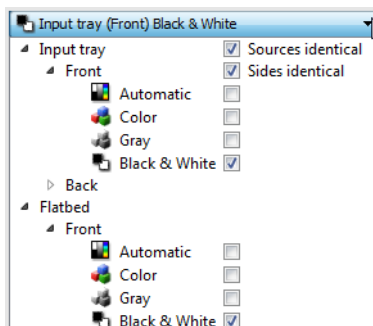 Input tray (Front) Black & White
Input tray Sources identical
Front Sides identical
Automatic
Color
Gray
Black & White
Back
Flatbed
Front
Automatic
Color
Gray
Black & White